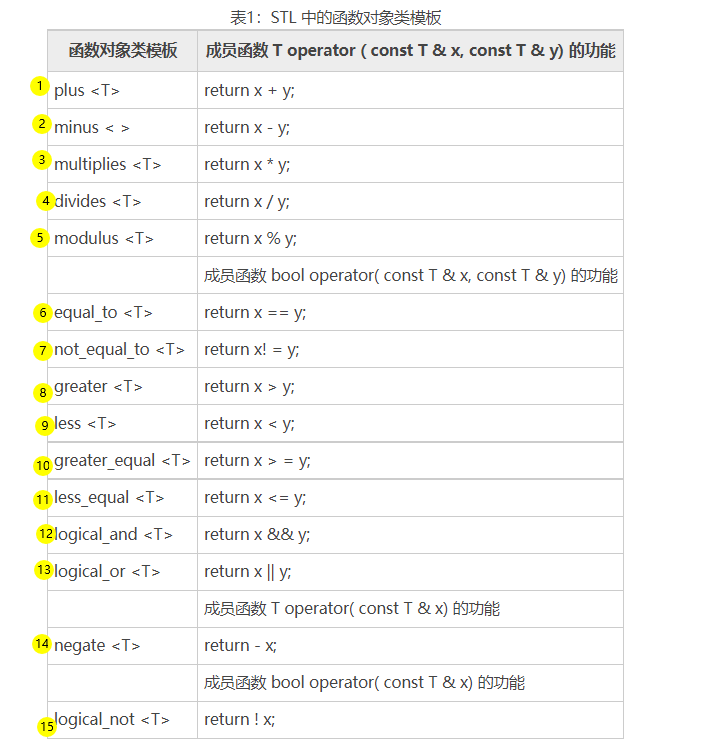 表1：STL 中的函数对象类模板
函数对象类模板 成员函数 T operator ( const T & x, const T & y) 的功能
1 plus <T> return x + y;
2 minus < > return x - y;
3 multiplies <T> return x * y;
4 divides <T> return x / y;
5 modulus <T> return x % y;
成员函数 bool operator( const T & x, const T & y) 的功能
6 equal_to <T> return x == y;
7 not_equal_to <T> return x! = y;
8 greater <T> return x > y;
9 less <T> return x < y;
10 greater_equal <T> return x > = y;
11 less_equal <T> return x <= y;
12 logical_and <T> return x && y;
13 logical_or <T> return x || y;
成员函数 T operator( const T & x) 的功能
14 negate <T> return - x;
成员函数 bool operator( const T & x) 的功能
15 logical_not <T> return ! x;